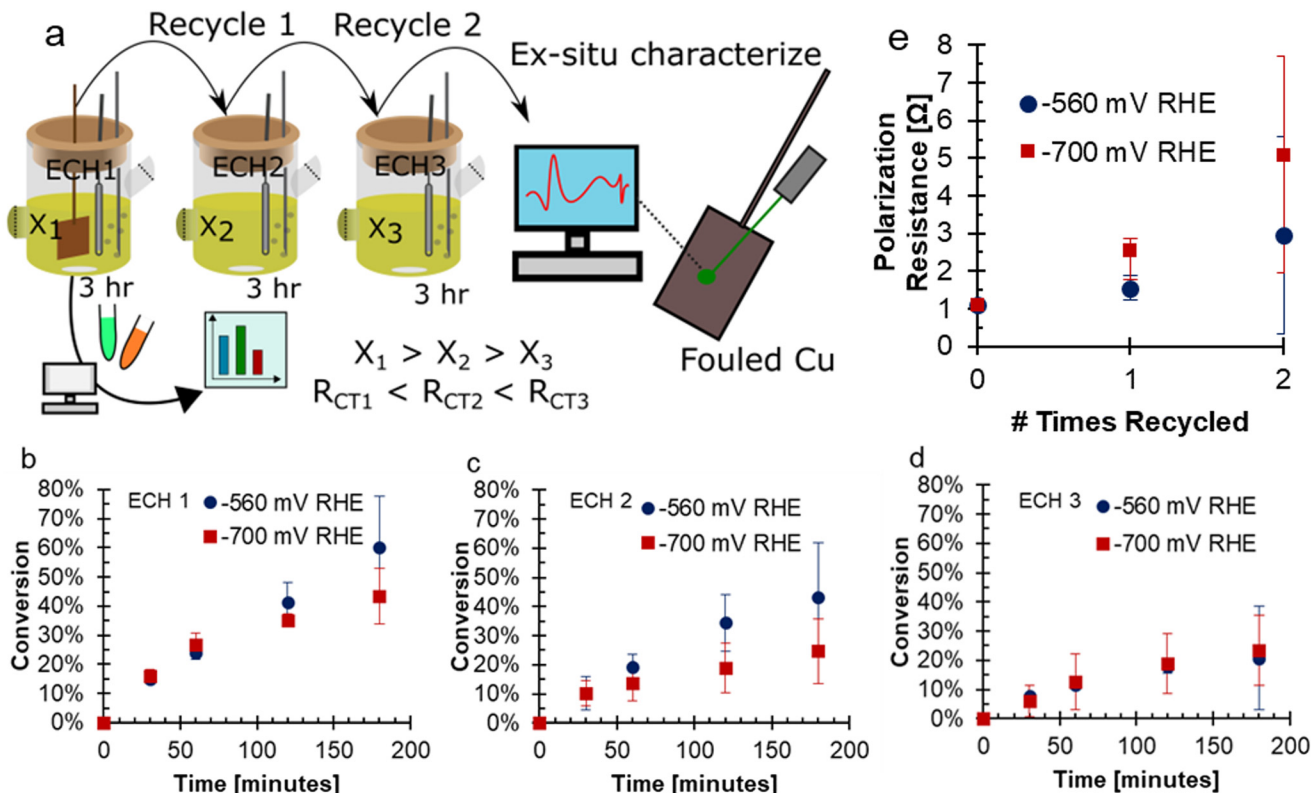 a
Recycle 1
Recycle 2
Ex-situ characterize
ECH1
ECH2
ECH3
X1
X2
X3
3 hr
3 hr
3 hr
X1 > X2 > X3
RCT1 < RCT2 < RCT3
Fouled Cu
e
Polarization
Resistance [Ω]
8
7
6
5
4
3
2
1
0
-560 mV RHE
-700 mV RHE
0
1
2
# Times Recycled
b
Conversion
80%
70%
60%
50%
40%
30%
20%
10%
0%
ECH 1
-560 mV RHE
-700 mV RHE
0
50
100
150
200
Time [minutes]
c
Conversion
80%
70%
60%
50%
40%
30%
20%
10%
0%
ECH 2
-560 mV RHE
-700 mV RHE
0
50
100
150
200
Time [minutes]
d
Conversion
80%
70%
60%
50%
40%
30%
20%
10%
0%
ECH 3
-560 mV RHE
-700 mV RHE
0
50
100
150
200
Time [minutes]